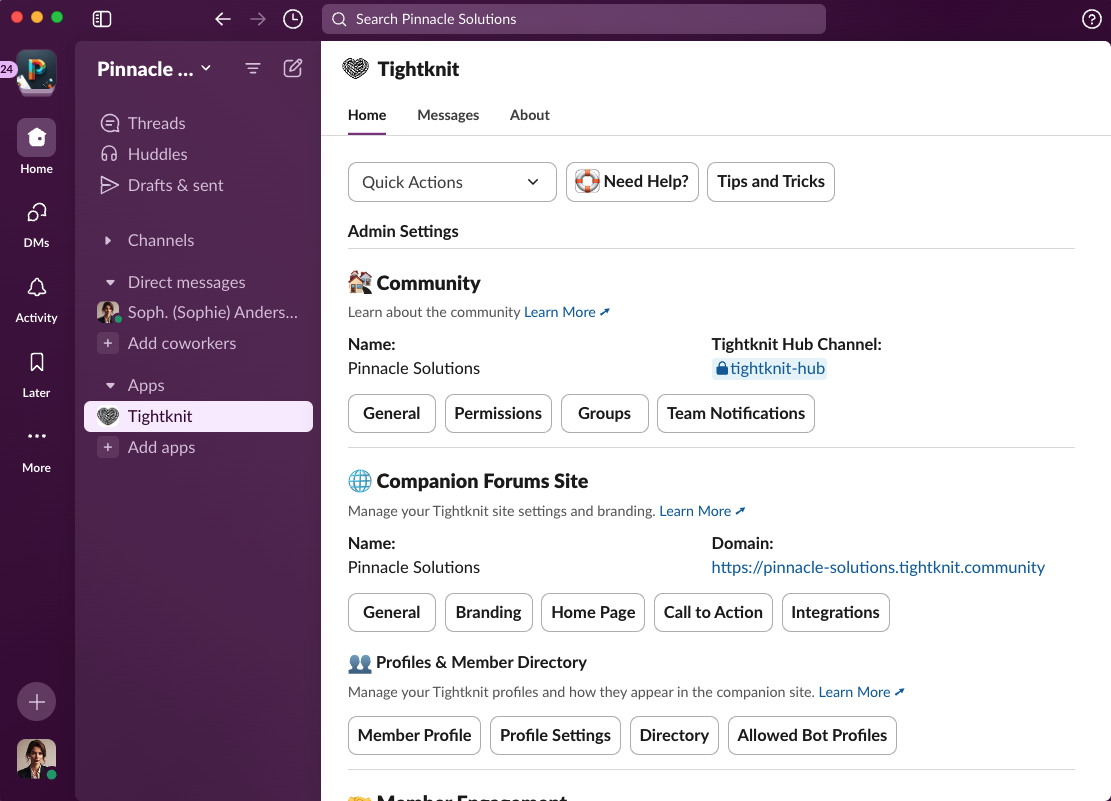 Search Pinnacle Solutions
24
P
Pinnacle ...
Home
DMs
Activity
Later
More
Threads
Huddles
Drafts & sent
Channels
Direct messages
Soph. (Sophie) Anders...
Add coworkers
Apps
Tightknit
Add apps
Tightknit
Home Messages About
Quick Actions Need Help? Tips and Tricks
Admin Settings
Community
Learn about the community Learn More
Name: Tightknit Hub Channel:
Pinnacle Solutions tightknit-hub
General Permissions Groups Team Notifications
Companion Forums Site
Manage your Tightknit site settings and branding. Learn More
Name: Domain:
Pinnacle Solutions https://pinnacle-solutions.tightknit.community
General Branding Home Page Call to Action Integrations
Profiles & Member Directory
Manage your Tightknit profiles and how they appear in the companion site. Learn More
Member Profile Profile Settings Directory Allowed Bot Profiles
Member Engagement